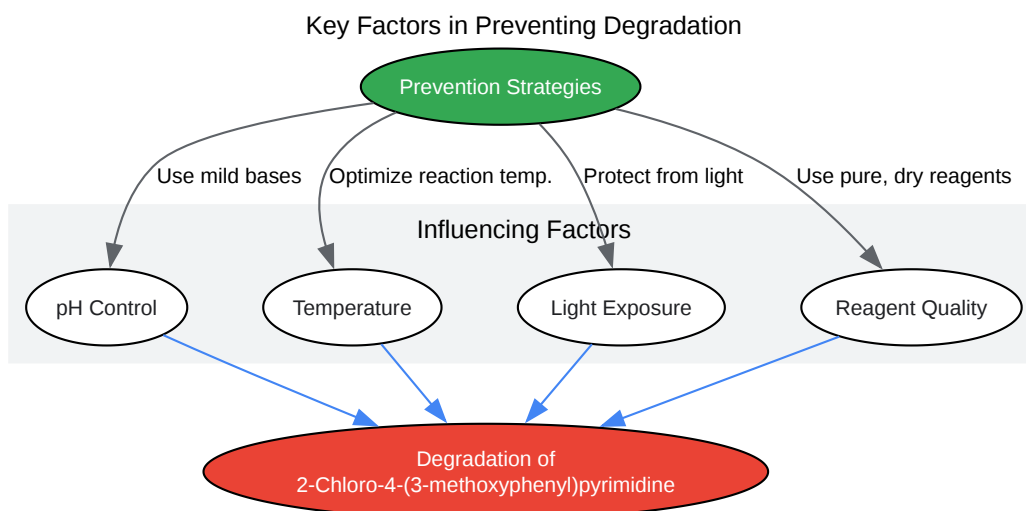 Key Factors in Preventing Degradation
Prevention Strategies
Use mild bases
Optimize reaction temp.
Protect from light
Use pure, dry reagents
Influencing Factors
pH Control
Temperature
Light Exposure
Reagent Quality
Degradation of
2-Chloro-4-(3-methoxyphenyl)pyrimidine